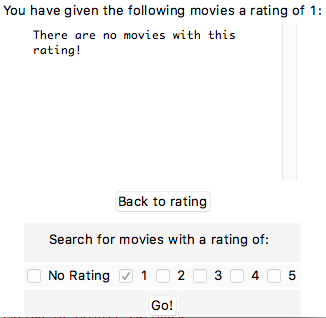 You have given the following movies a rating of 1:
There are no movies with this
rating!
Back to rating
Search for movies with a rating of:
No Rating 1 2 3 4 5
Go!